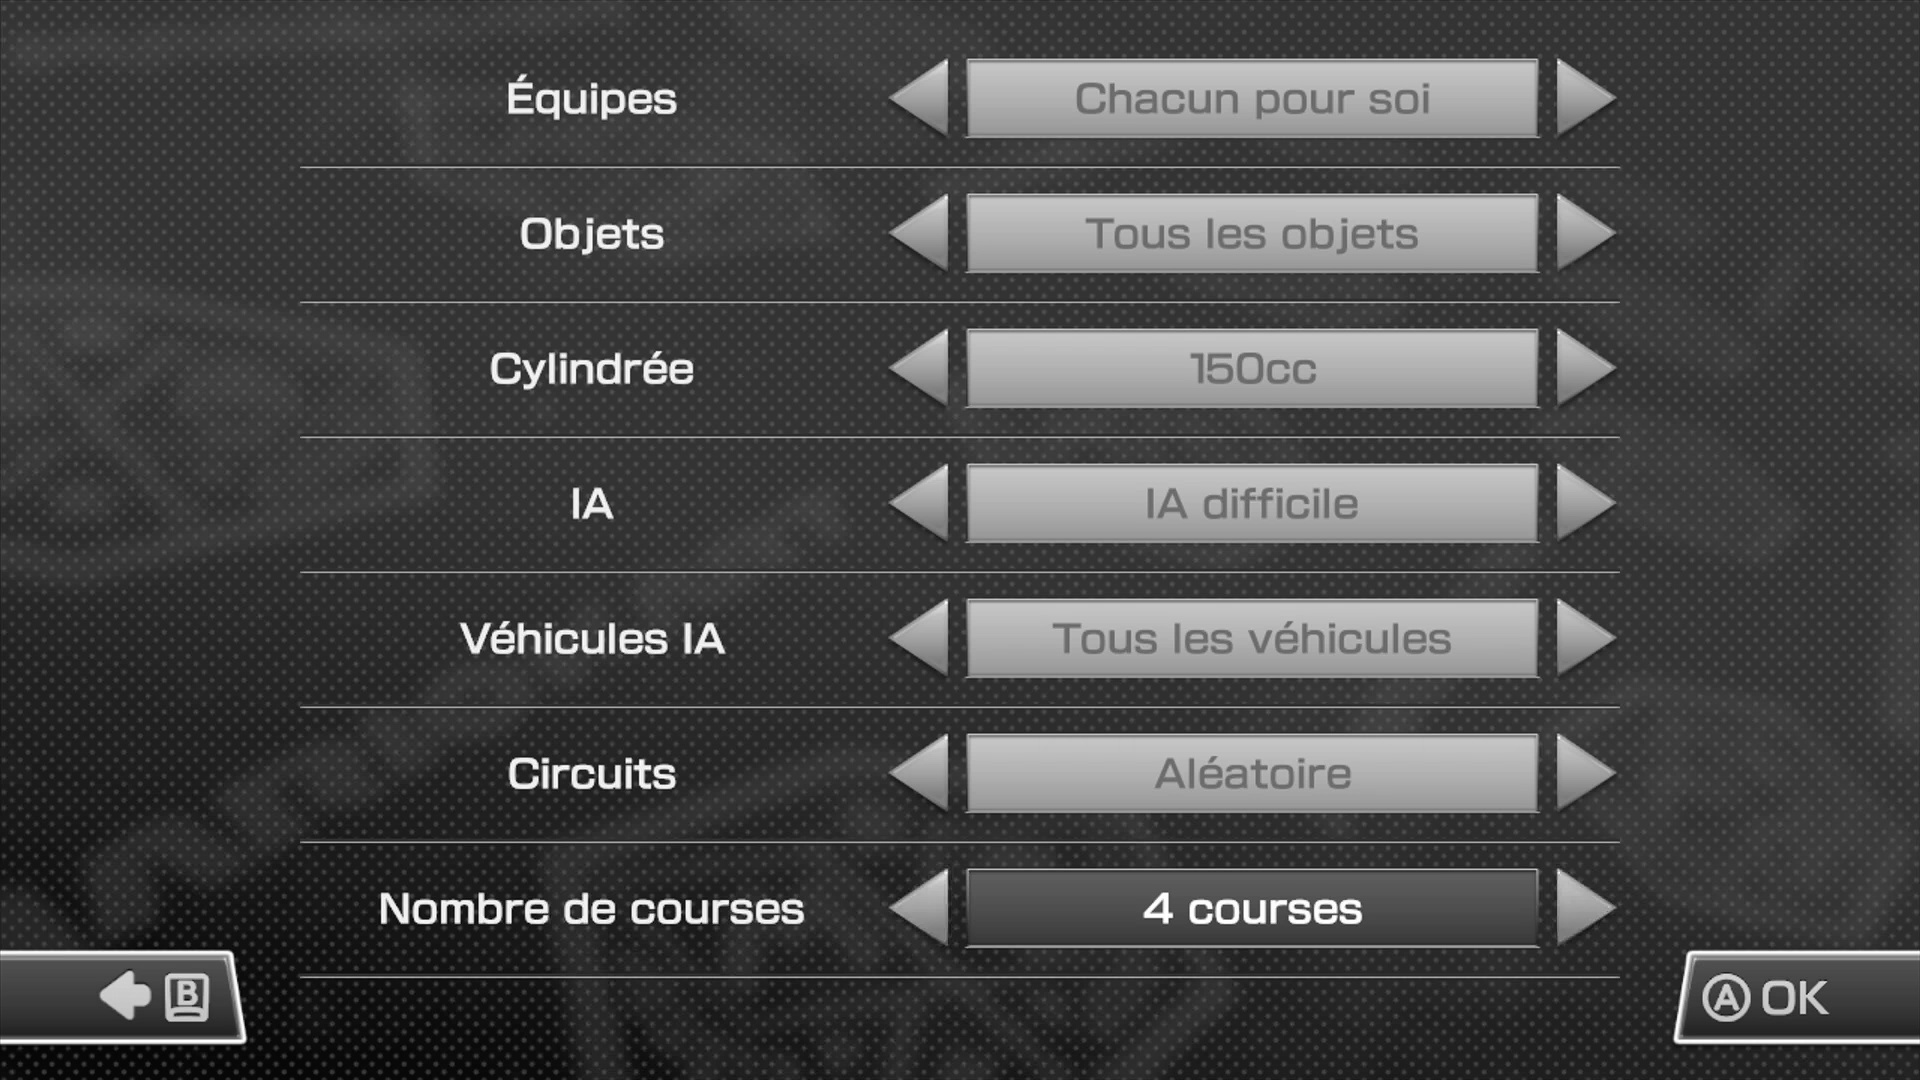 Équipes
Chacun pour soi
Objets
Tous les objets
Cylindrée
150cc
IA
IA difficile
Véhicules IA
Tous les véhicules
Circuits
Aléatoire
Nombre de courses
4 courses
B
A OK